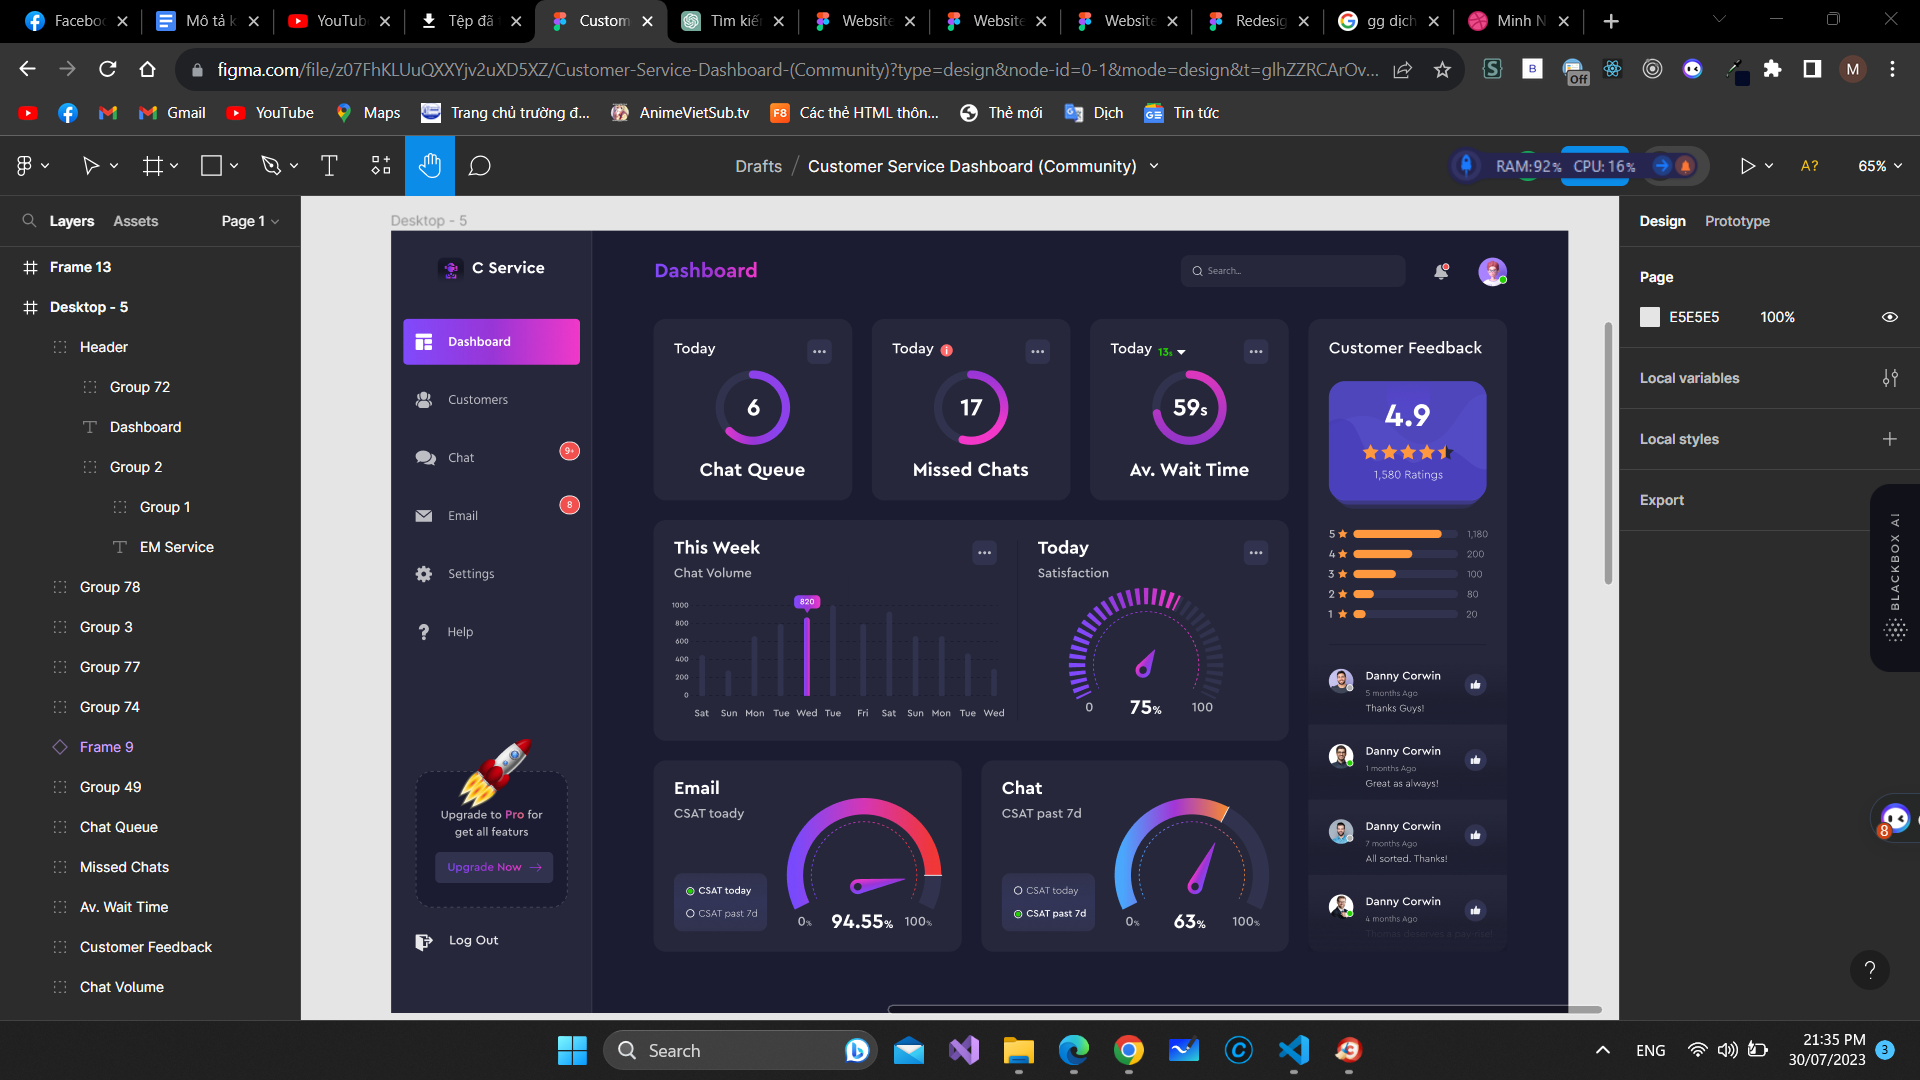 Facebo
Mô tả k
YouTub
Tệp đã
Custom
Tìm kiế
Website
Website
Website
Redesig
gg dịch
Minh N
figma.com/file/z07FhKLUuQXXYjv2uXD5XZ/Customer-Service-Dashboard-(Community)?type=design&node-id=0-1&mode=design&t=glhZZRCArOv...
Off
M
Gmail
YouTube
Maps
Trang chủ trường đ...
AnimeVietSub.tv
F8
Các thẻ HTML thôn...
Thẻ mới
Dịch
Tin tức
Drafts / Customer Service Dashboard (Community)
RAM:92% CPU: 16%
A?
65%
Layers
Assets
Page 1
Frame 13
Desktop - 5
Header
Group 72
Dashboard
Group 2
Group 1
EM Service
Group 78
Group 3
Group 77
Group 74
Frame 9
Group 49
Chat Queue
Missed Chats
Av. Wait Time
Customer Feedback
Chat Volume
Desktop - 5
C Service
Dashboard
Customers
Chat
9+
Email
8
Settings
Help
Upgrade to Pro for
get all featurs
Upgrade Now
Log Out
Dashboard
Search...
Today
6
Chat Queue
Today
17
Missed Chats
Today 13s
59s
Av. Wait Time
This Week
Chat Volume
1000
800
600
400
200
0
820
Sat Sun Mon Tue Wed Tue Fri Sat Sun Mon Tue Wed
Today
Satisfaction
0
75%
100
Email
CSAT toady
CSAT today
CSAT past 7d
0%
94.55%
100%
Chat
CSAT past 7d
CSAT today
CSAT past 7d
0%
63%
100%
Customer Feedback
4.9
1,580 Ratings
5 1,180
4 200
3 100
2 80
1 20
Danny Corwin
5 months Ago
Thanks Guys!
Danny Corwin
1 months Ago
Great as always!
Danny Corwin
7 months Ago
All sorted. Thanks!
Danny Corwin
4 months Ago
Design
Prototype
Page
E5E5E5
100%
Local variables
Local styles
Export
BLACKBOX AI
8
?
Search
ENG
21:35 PM
30/07/2023
3